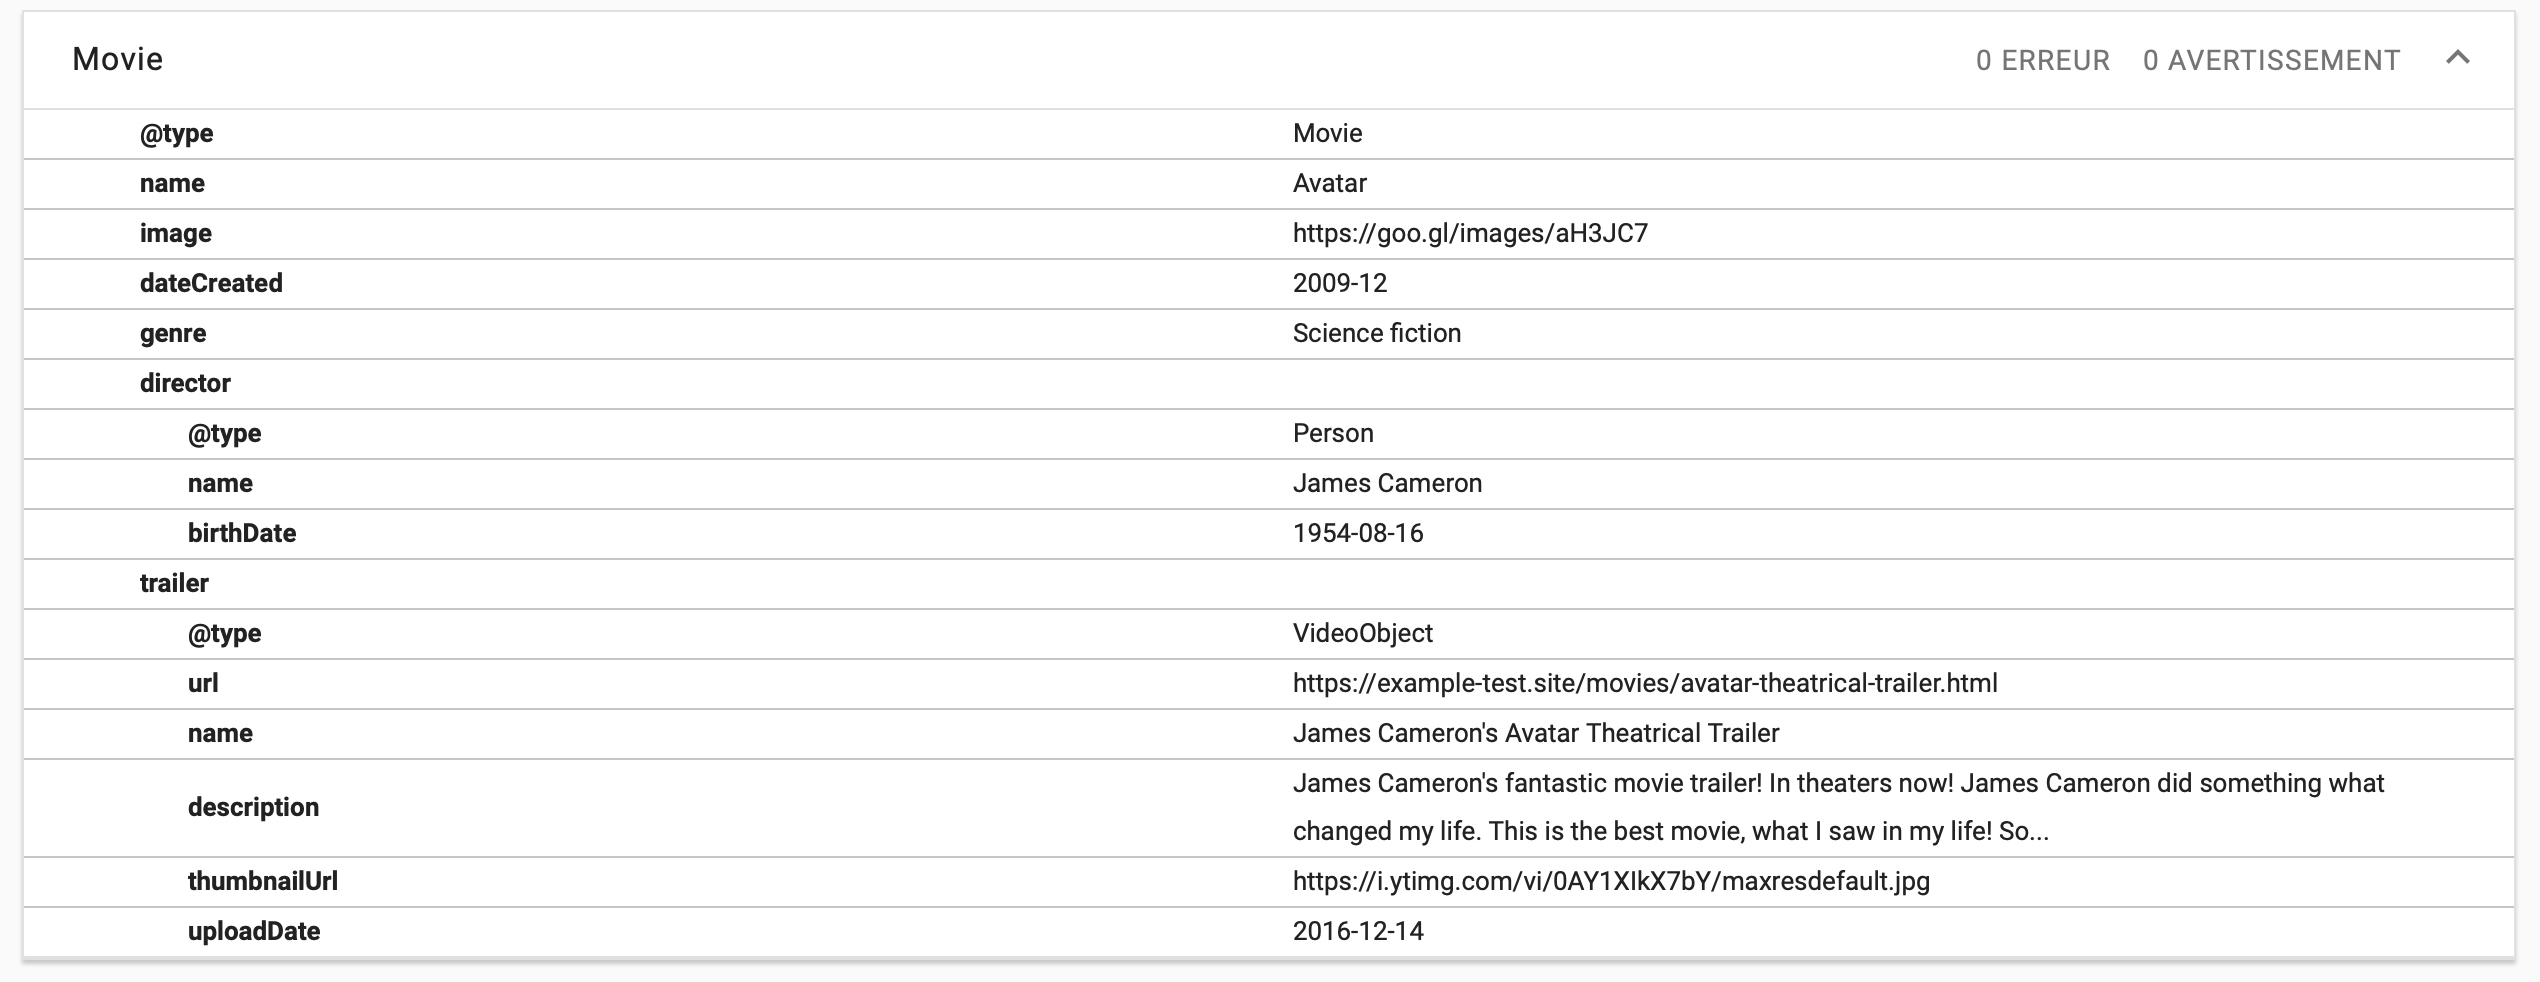 Movie 0 ERREUR 0 AVERTISSEMENT
@type Movie
name Avatar
image https://goo.gl/images/aH3JC7
dateCreated 2009-12
genre Science fiction
director
@type Person
name James Cameron
birthDate 1954-08-16
trailer
@type VideoObject
url https://example-test.site/movies/avatar-theatrical-trailer.html
name James Cameron's Avatar Theatrical Trailer
description James Cameron's fantastic movie trailer! In theaters now! James Cameron did something what
changed my life. This is the best movie, what I saw in my life! So...
thumbnailUrl https://i.ytimg.com/vi/0AY1XIkX7bY/maxresdefault.jpg
uploadDate 2016-12-14